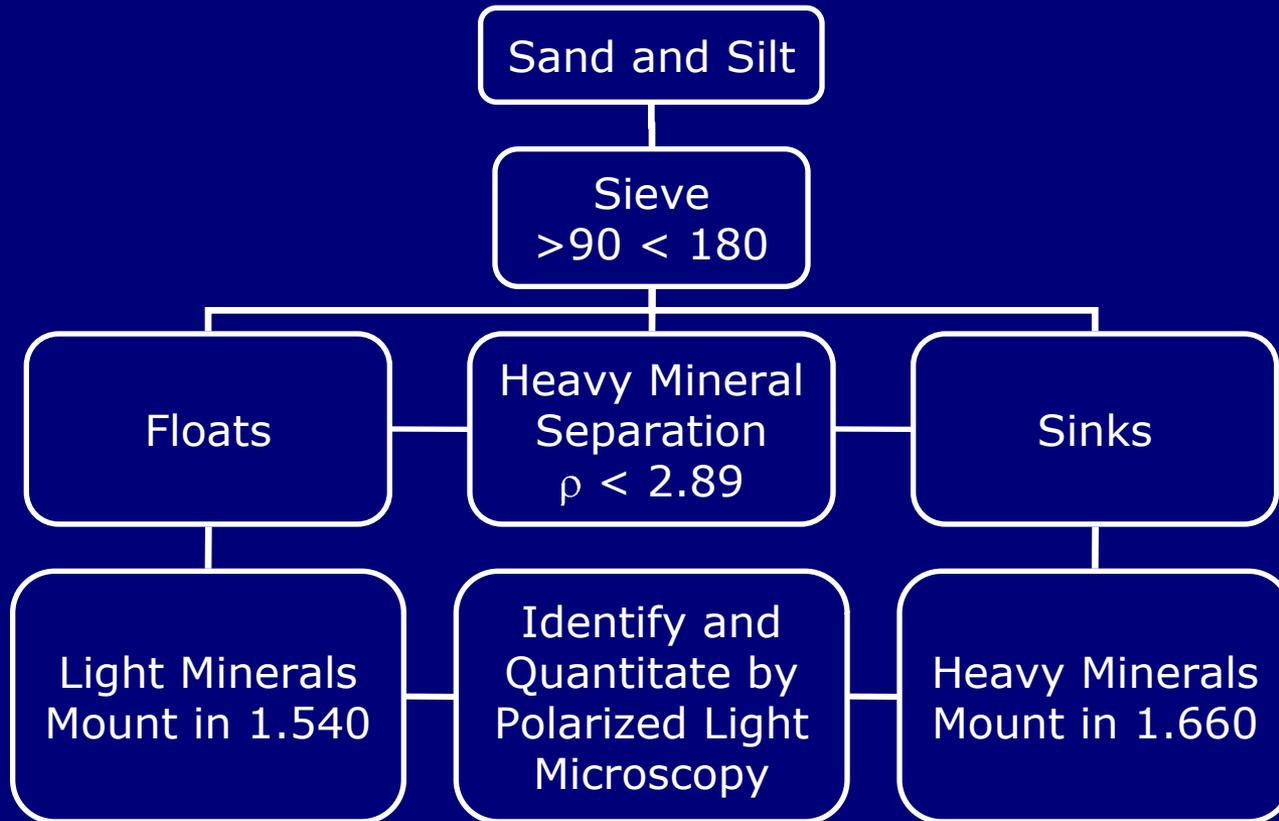 Sand and Silt
Sieve
>90 < 180
Floats
Heavy Mineral
Separation
ρ < 2.89
Sinks
Light Minerals
Mount in 1.540
Identify and
Quantitate by
Polarized Light
Microscopy
Heavy Minerals
Mount in 1.660